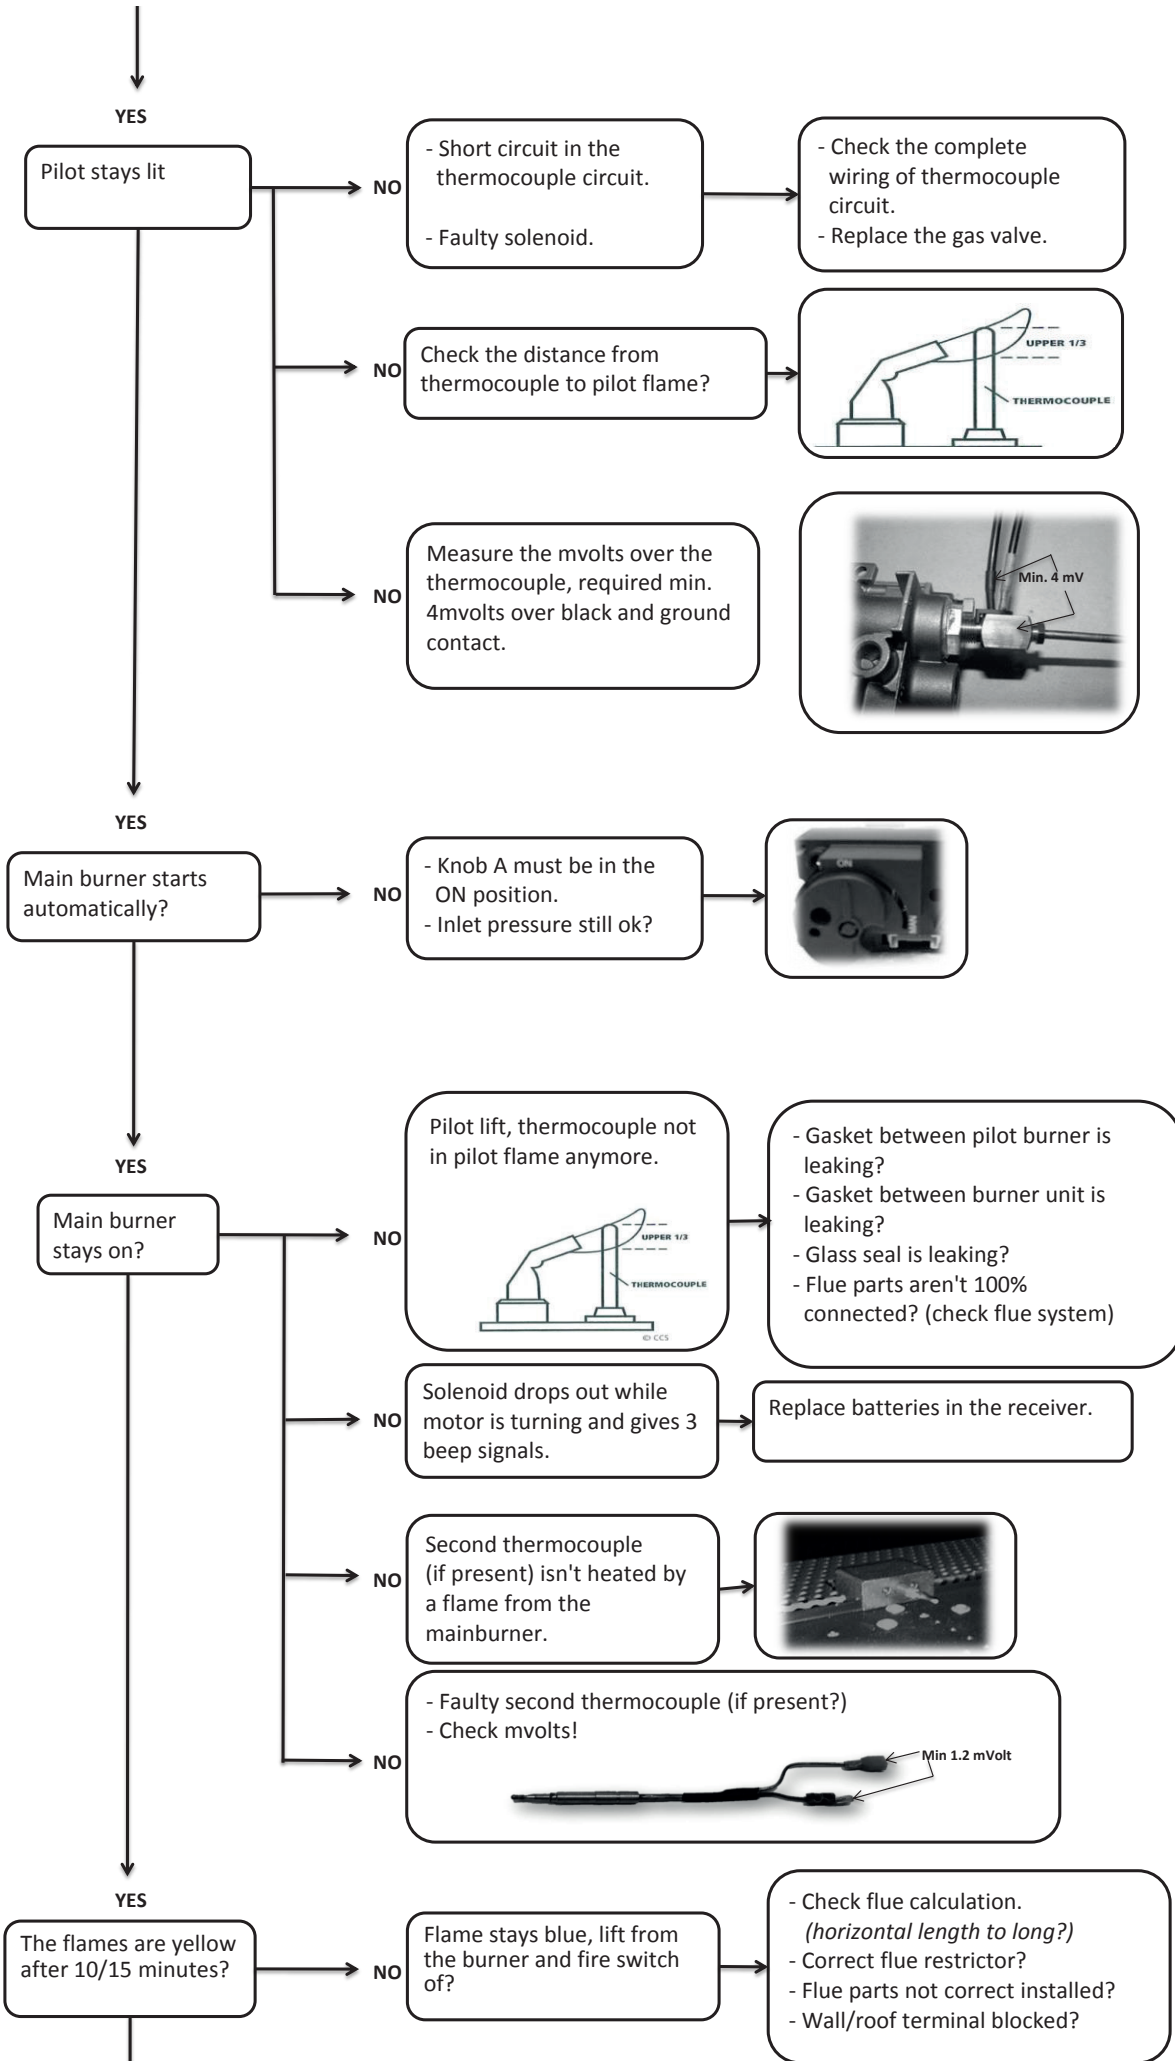 YES
Pilot stays lit
NO
- Short circuit in the
thermocouple circuit.
- Faulty solenoid.
- Check the complete
wiring of thermocouple
circuit.
- Replace the gas valve.
NO
Check the distance from
thermocouple to pilot flame?
UPPER 1/3
THERMOCOUPLE
NO
Measure the mvolts over the
thermocouple, required min.
4mvolts over black and ground
contact.
Min. 4 mV
YES
Main burner starts
automatically?
NO
- Knob A must be in the
ON position.
- Inlet pressure still ok?
ON
MAN
YES
Main burner
stays on?
NO
Pilot lift, thermocouple not
in pilot flame anymore.
UPPER 1/3
THERMOCOUPLE
© CCS
- Gasket between pilot burner is
leaking?
- Gasket between burner unit is
leaking?
- Glass seal is leaking?
- Flue parts aren't 100%
connected? (check flue system)
NO
Solenoid drops out while
motor is turning and gives 3
beep signals.
Replace batteries in the receiver.
NO
Second thermocouple
(if present) isn't heated by
a flame from the
mainburner.
NO
- Faulty second thermocouple (if present?)
- Check mvolts!
Min 1.2 mVolt
YES
The flames are yellow
after 10/15 minutes?
NO
Flame stays blue, lift from
the burner and fire switch
of?
- Check flue calculation.
(horizontal length to long?)
- Correct flue restrictor?
- Flue parts not correct installed?
- Wall/roof terminal blocked?